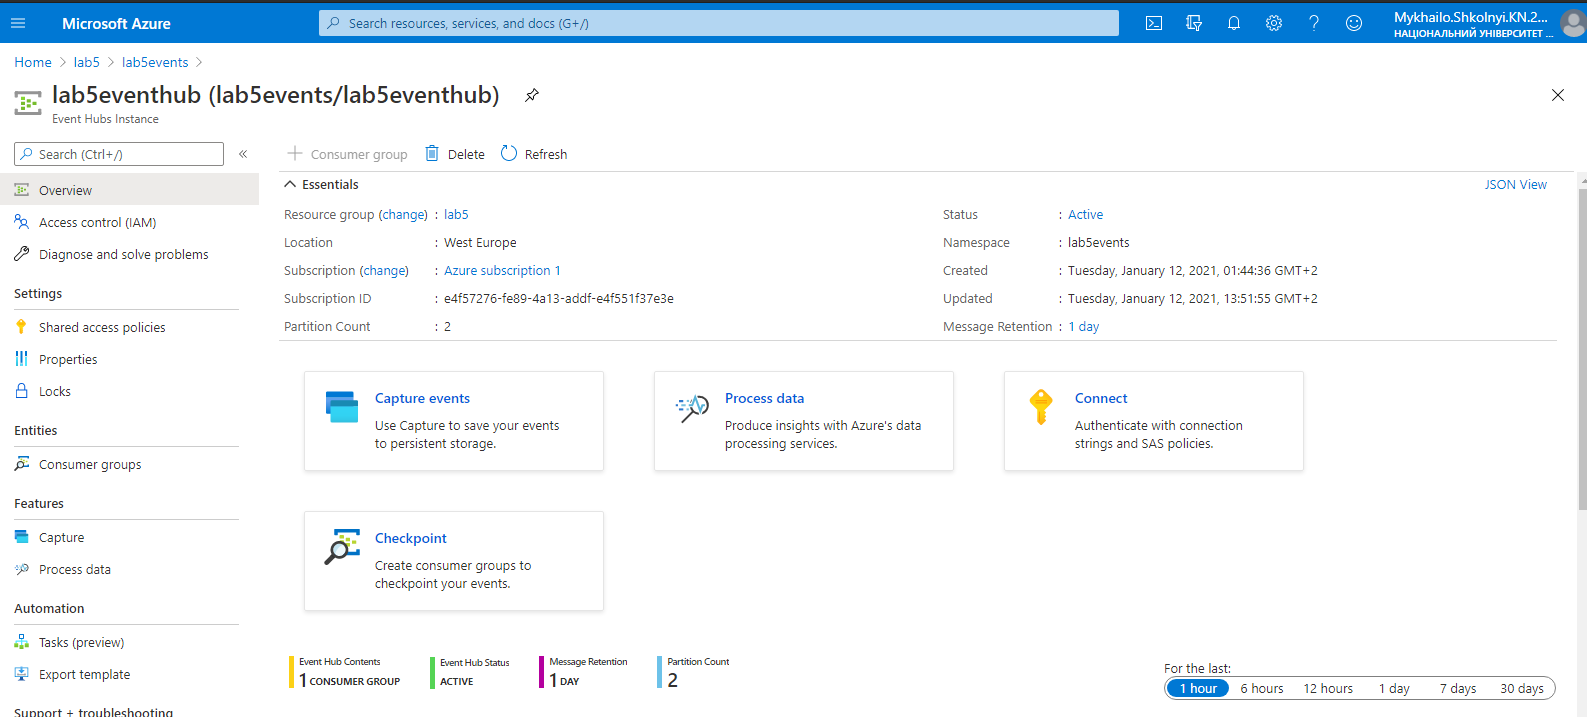 Microsoft Azure
Search resources, services, and docs (G+/)
Mykhailo.Shkolnyi.KN.2...
НАЦІОНАЛЬНИЙ УНІВЕРСИТЕТ ...
Home > lab5 > lab5events >
lab5eventhub (lab5events/lab5eventhub)
Event Hubs Instance
Search (Ctrl+/)
«
Overview
Access control (IAM)
Diagnose and solve problems
Settings
Shared access policies
Properties
Locks
Entities
Consumer groups
Features
Capture
Process data
Automation
Tasks (preview)
Export template
Support + troubleshooting
Consumer group
Delete
Refresh
Essentials
JSON View
Resource group (change) : lab5
Location : West Europe
Subscription (change) : Azure subscription 1
Subscription ID : e4f57276-fe89-4a13-addf-e4f551f37e3e
Partition Count : 2
Status : Active
Namespace : lab5events
Created : Tuesday, January 12, 2021, 01:44:36 GMT+2
Updated : Tuesday, January 12, 2021, 13:51:55 GMT+2
Message Retention : 1 day
Capture events
Use Capture to save your events
to persistent storage.
Process data
Produce insights with Azure's data
processing services.
Connect
Authenticate with connection
strings and SAS policies.
Checkpoint
Create consumer groups to
checkpoint your events.
Event Hub Contents
1 CONSUMER GROUP
Event Hub Status
ACTIVE
Message Retention
1 DAY
Partition Count
2
For the last:
1 hour
6 hours
12 hours
1 day
7 days
30 days